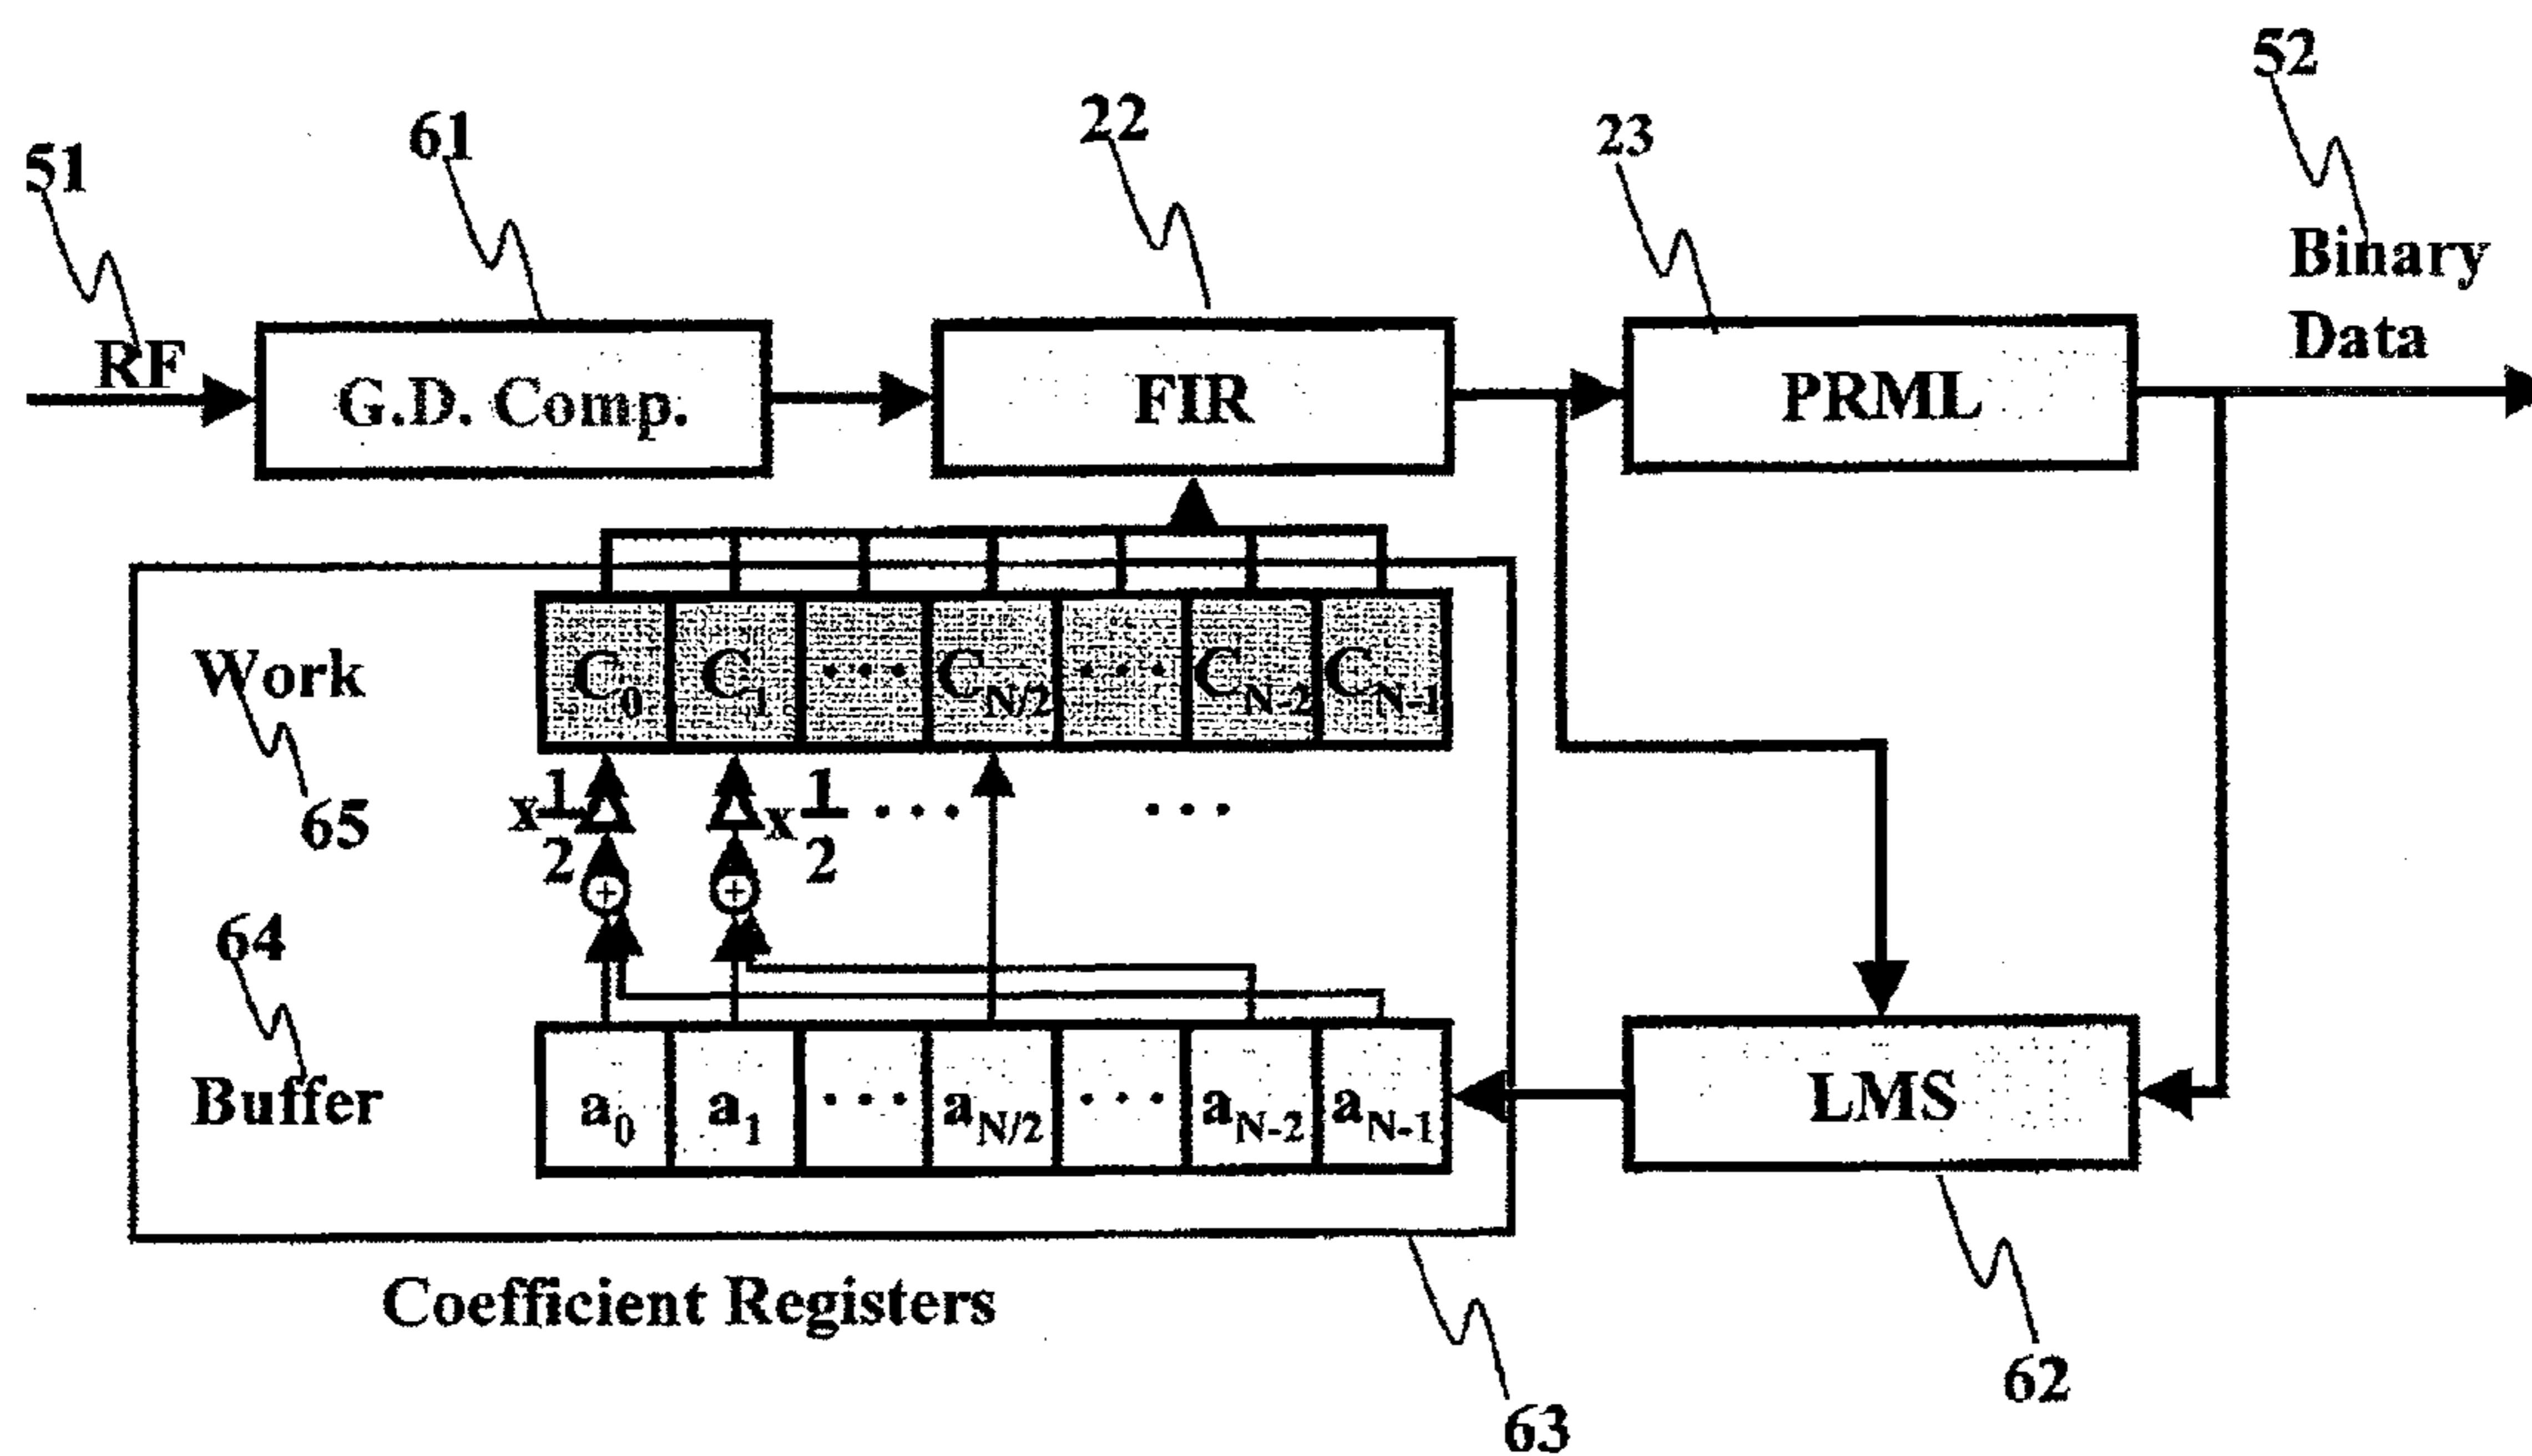 52
22
61
23
51
Binary
Data
RF
G.D. Comp.
FIR
PRML
Work
C0 C1 ... CN/2 ... CN-2 CN-1
65
x 1/2 x 1/2 ... ...
+ +
64
Buffer
a0 a1 ... aN/2 ... aN-2 aN-1
LMS
Coefficient Registers
62
63